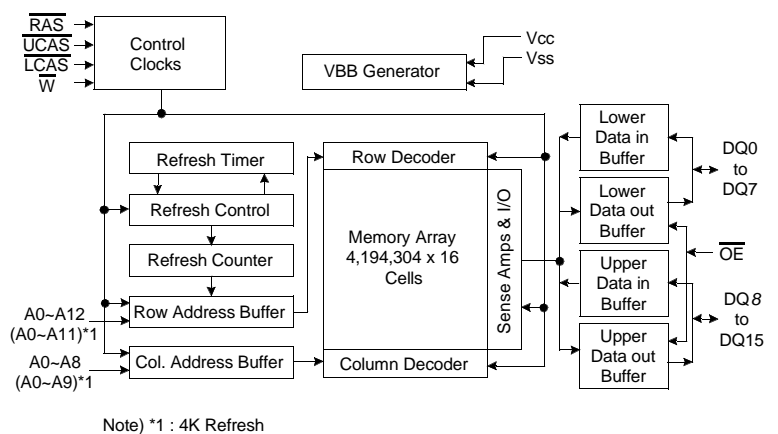 RAS
UCAS
LCAS
W
Control
Clocks
VBB Generator
Vcc
Vss
Refresh Timer
Refresh Control
Refresh Counter
Row Address Buffer
Col. Address Buffer
A0~A12
(A0~A11)*1
A0~A8
(A0~A9)*1
Row Decoder
Memory Array
4,194,304 x 16
Cells
Column Decoder
Sense Amps & I/O
Lower
Data in
Buffer
Lower
Data out
Buffer
Upper
Data in
Buffer
Upper
Data out
Buffer
DQ0
to
DQ7
OE
DQ8
to
DQ15
Note) *1 : 4K Refresh